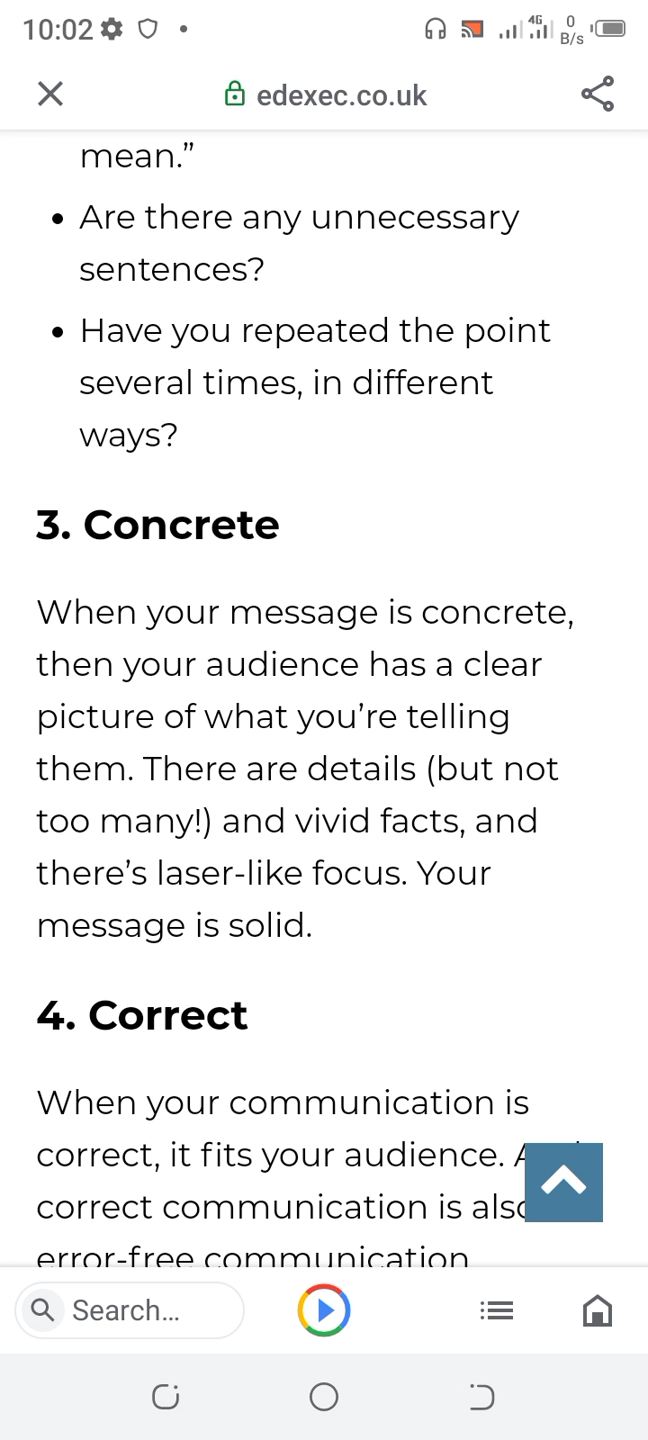 10:02
4G
0
B/s
edexec.co.uk
mean.”
• Are there any unnecessary
sentences?
• Have you repeated the point
several times, in different
ways?
3. Concrete
When your message is concrete,
then your audience has a clear
picture of what you’re telling
them. There are details (but not
too many!) and vivid facts, and
there’s laser-like focus. Your
message is solid.
4. Correct
When your communication is
correct, it fits your audience.
correct communication is also
error-free communication
Search...